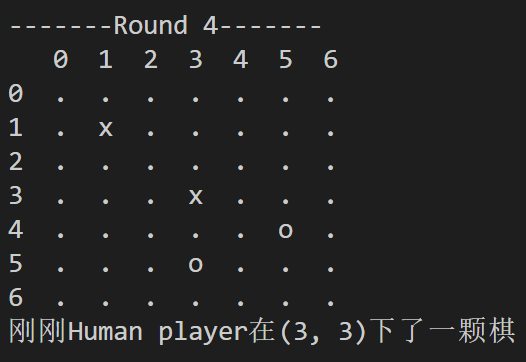 -------Round 4-------
   0  1  2  3  4  5  6
0  .  .  .  .  .  .  .
1  .  x  .  .  .  .  .
2  .  .  .  .  .  .  .
3  .  .  .  x  .  .  .
4  .  .  .  .  .  o  .
5  .  .  .  o  .  .  .
6  .  .  .  .  .  .  .
刚刚Human player在(3, 3)下了一颗棋